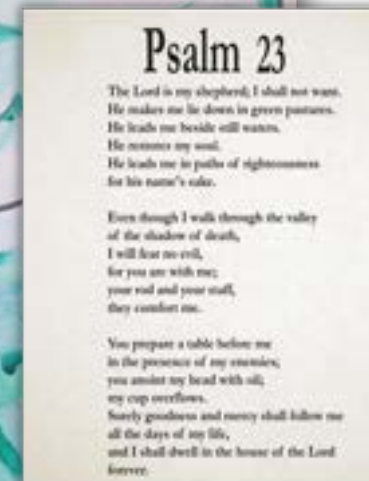 Psalm 23
The Lord is my shepherd; I shall not want.
He makes me lie down in green pastures.
He leads me beside still waters.
He restores my soul.
He leads me in paths of righteousness
for his name's sake.
Even though I walk through the valley
of the shadow of death,
I will fear no evil,
for you are with me;
your rod and your staff,
they comfort me.
You prepare a table before me
in the presence of my enemies;
you anoint my head with oil;
my cup overflows.
Surely goodness and mercy shall follow me
all the days of my life,
and I shall dwell in the house of the Lord
forever.